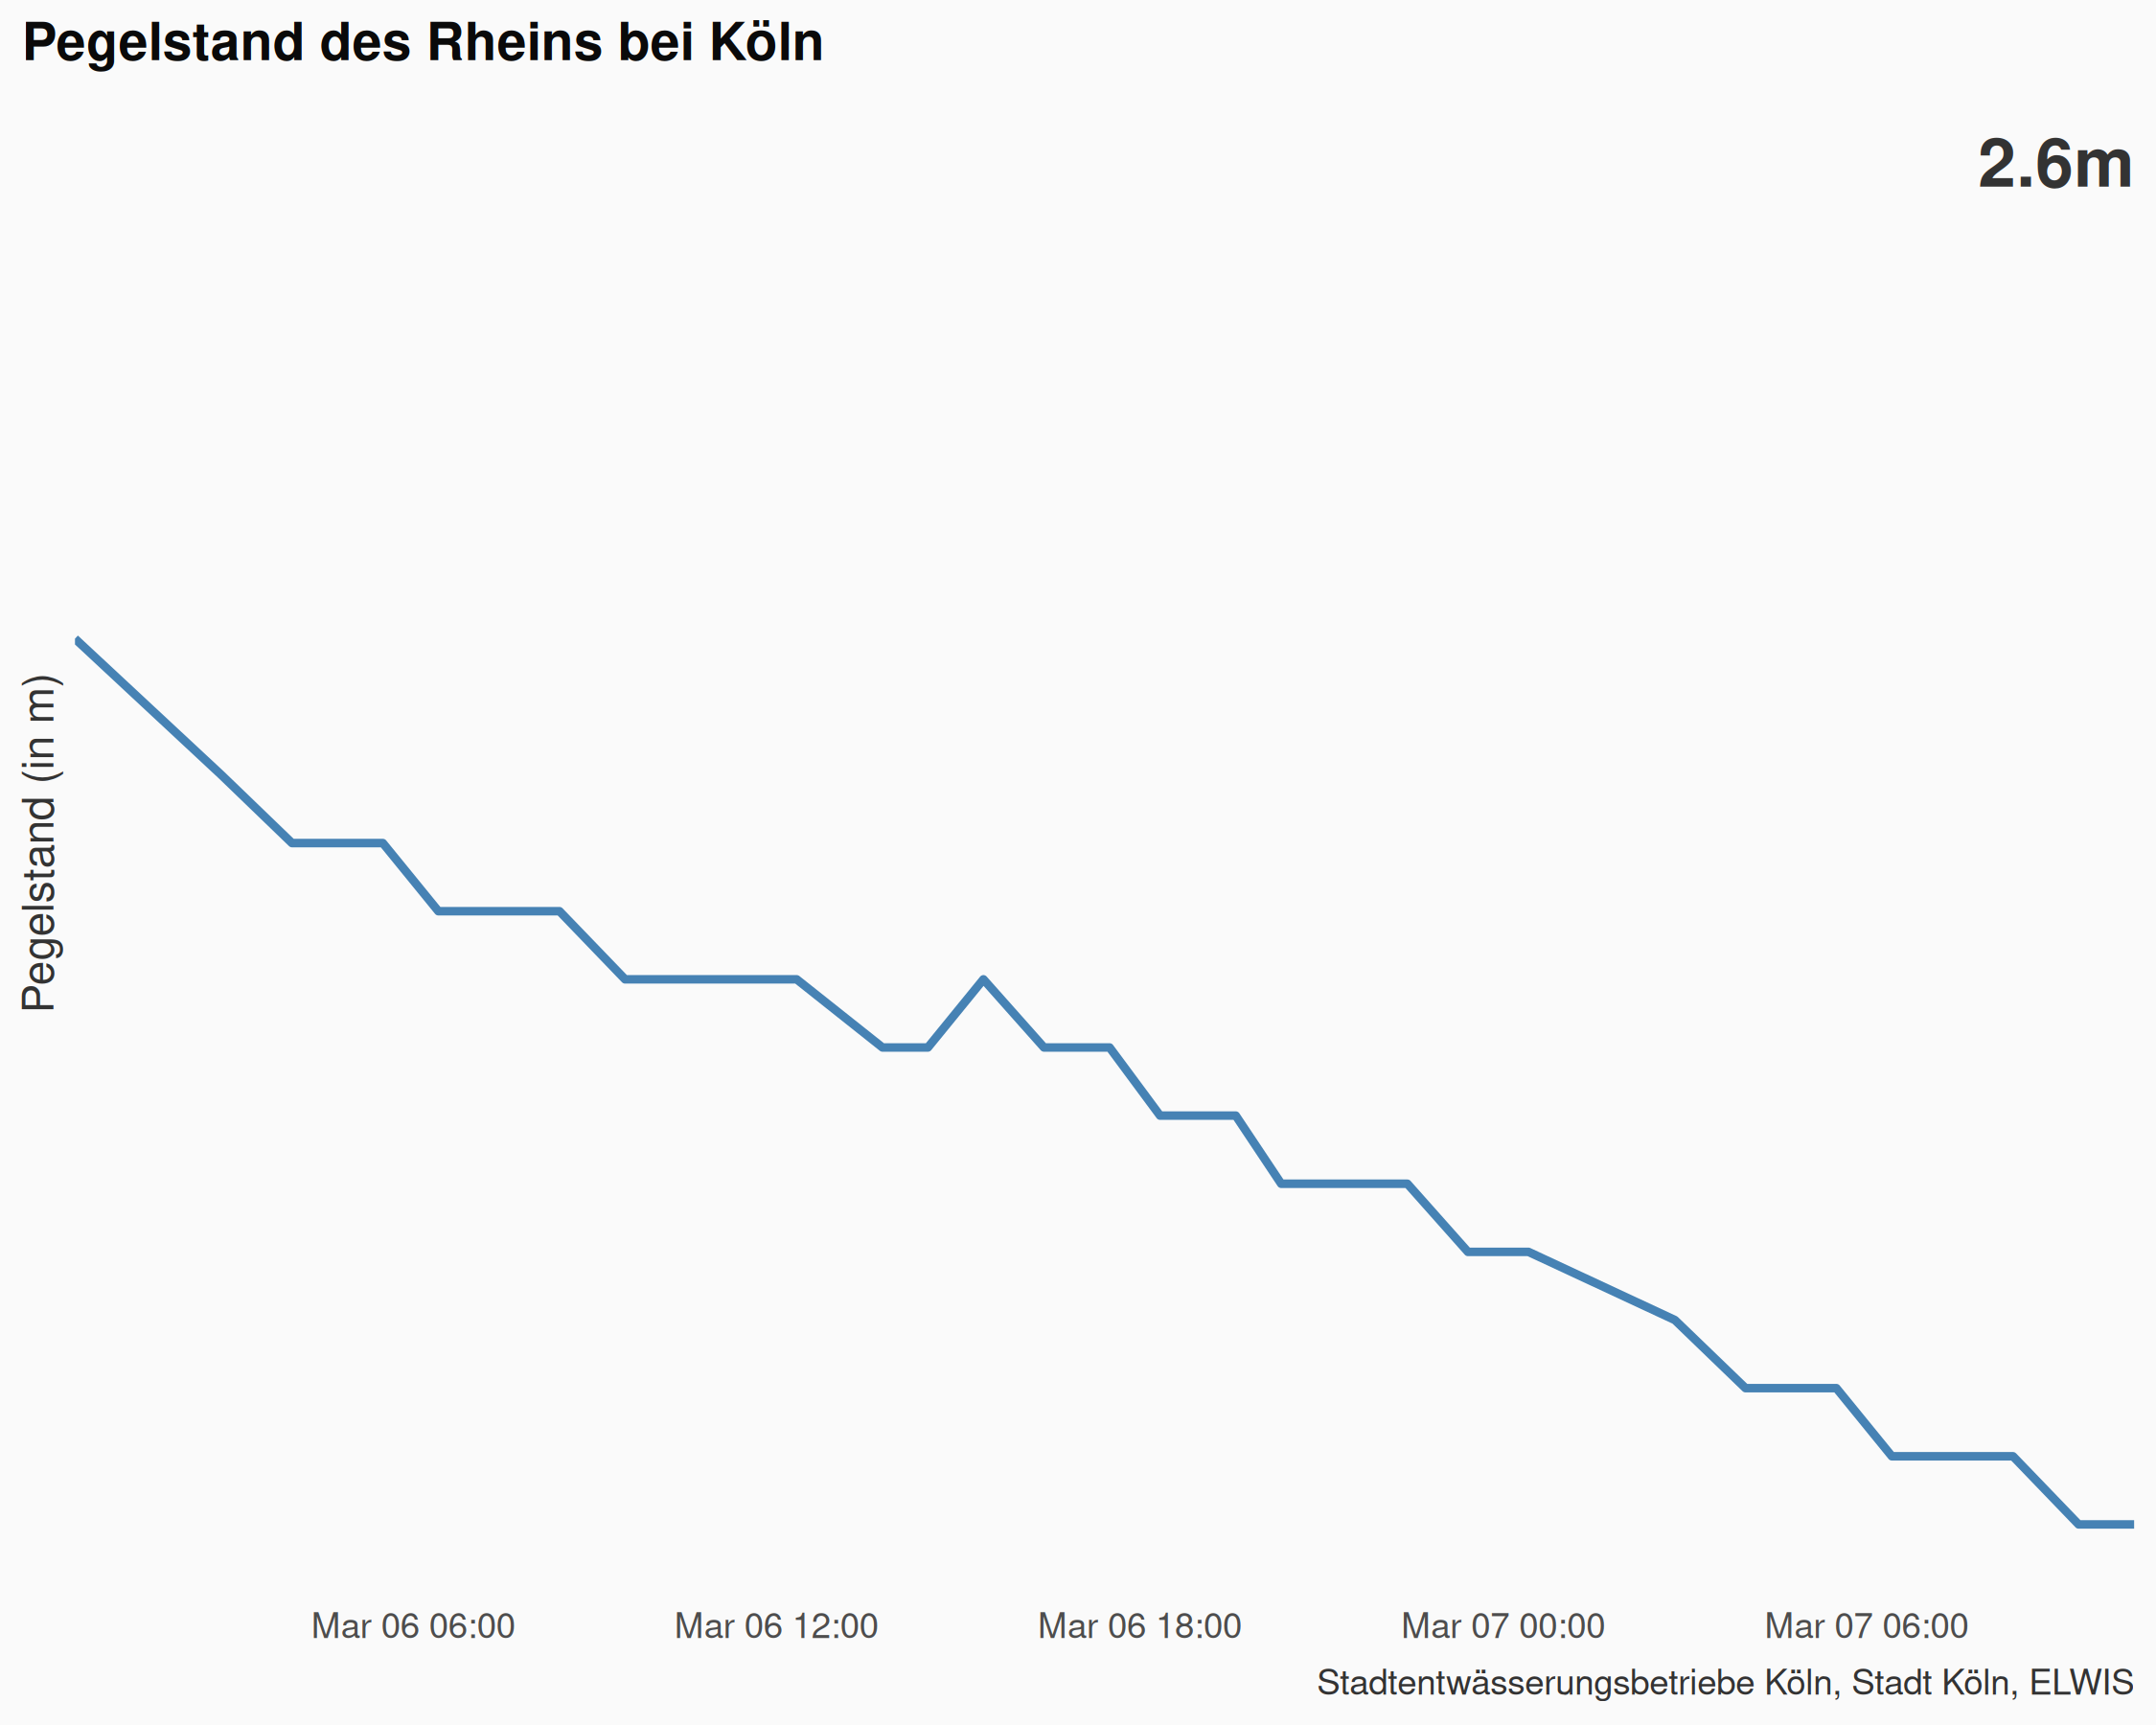 Pegelstand des Rheins bei Köln
2.6m
Pegelstand (in m)
Mar 06 06:00
Mar 06 12:00
Mar 06 18:00
Mar 07 00:00
Mar 07 06:00
Stadtentwässerungsbetriebe Köln, Stadt Köln, ELWIS